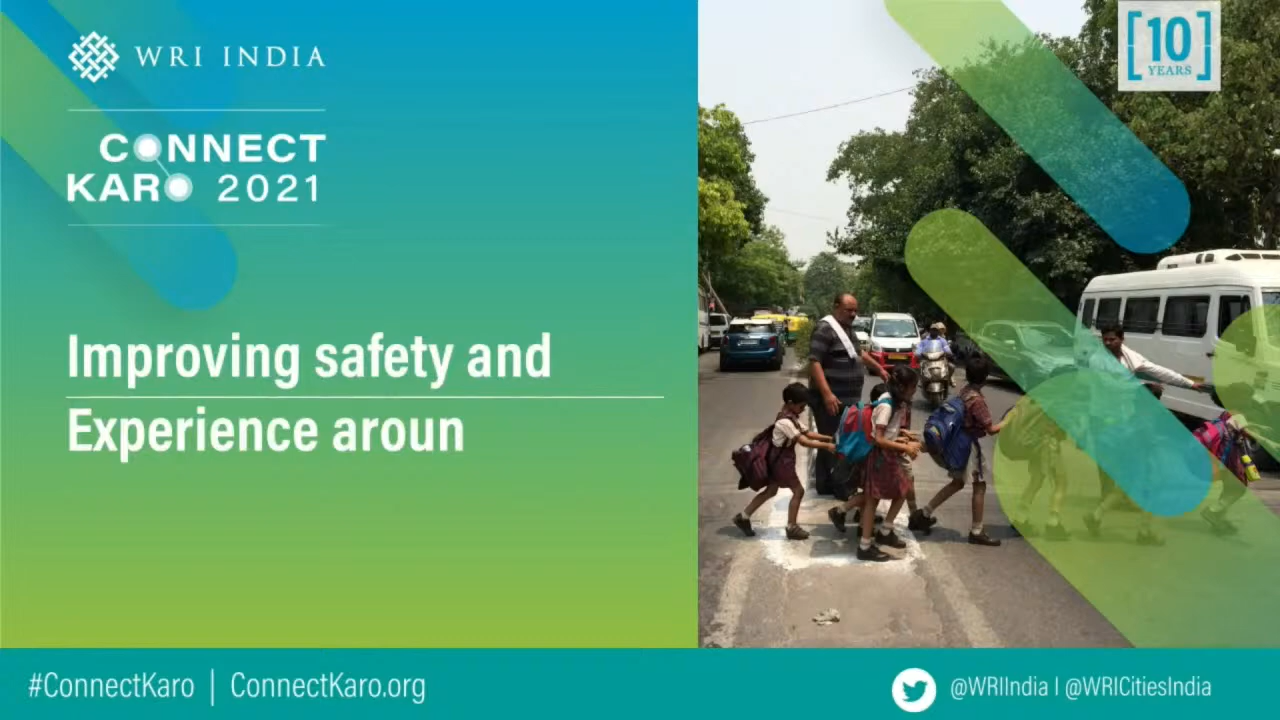 WRI INDIA
CONNECT
KARO 2021
Improving safety and
Experience aroun
[10]
YEARS
#ConnectKaro | ConnectKaro.org
@WRIIndia I @WRICitiesIndia